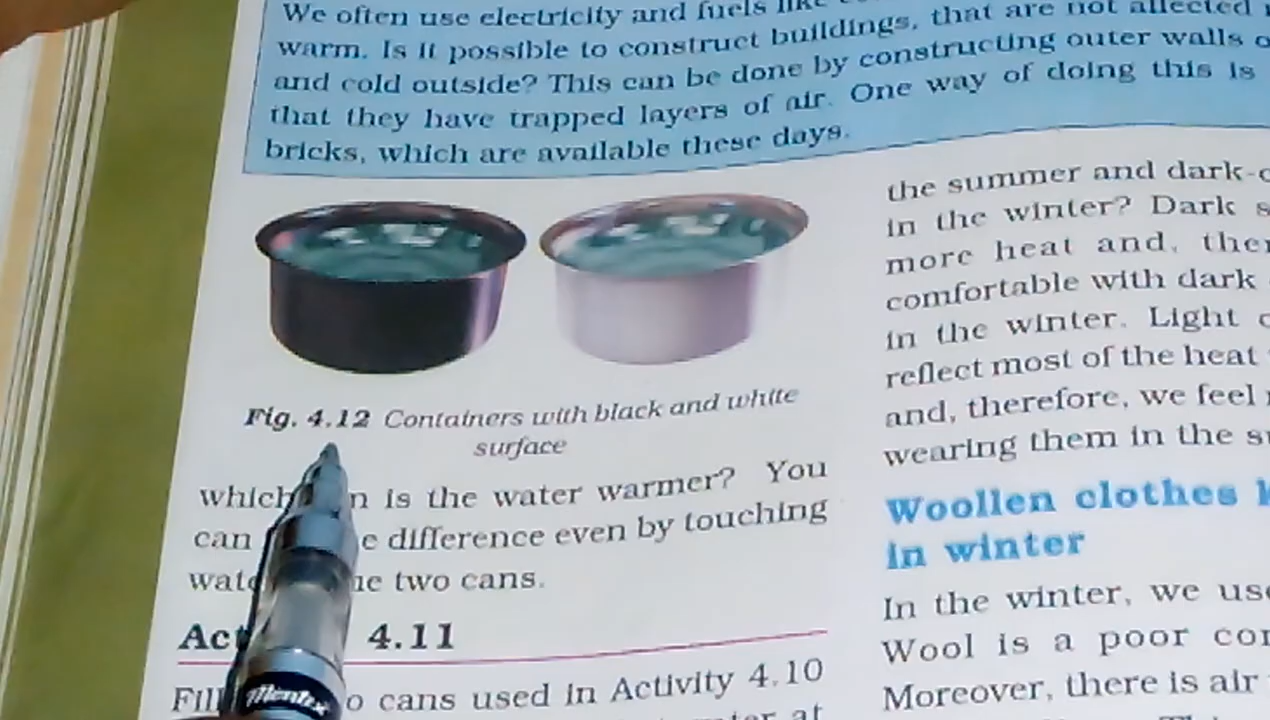 We often use electricity and fuels like
warm. Is it possible to construct buildings, that are not affected
and cold outside? This can be done by constructing outer walls
that they have trapped layers of air. One way of doing this is
bricks, which are available these days.
Fig. 4.12 Containers with black and white
surface
which is the water warmer? You
can difference even by touching
two cans.
4.11
cans used in Activity 4.10
at
the summer and dark-
in the winter? Dark
more heat and,
comfortable with dark
in the winter. Light
reflect most of the heat
and, therefore, we feel
wearing them in the
Woollen clothes
in winter
In the winter, we
Wool is a poor
Moreover, there is air